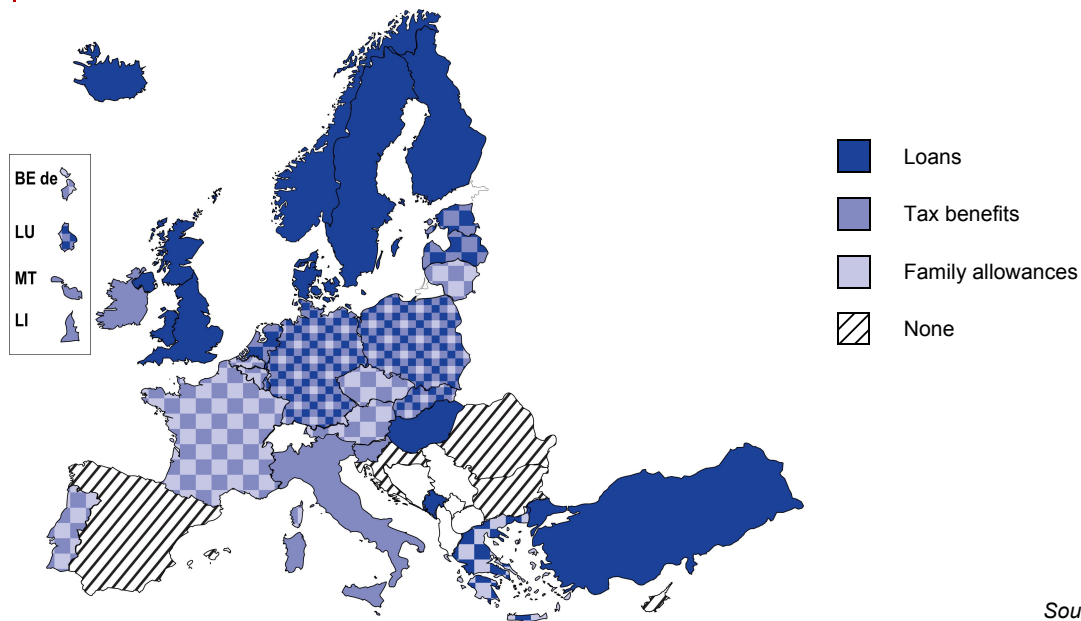 BE de
LU
MT
LI
Loans
Tax benefits
Family allowances
None
Sou